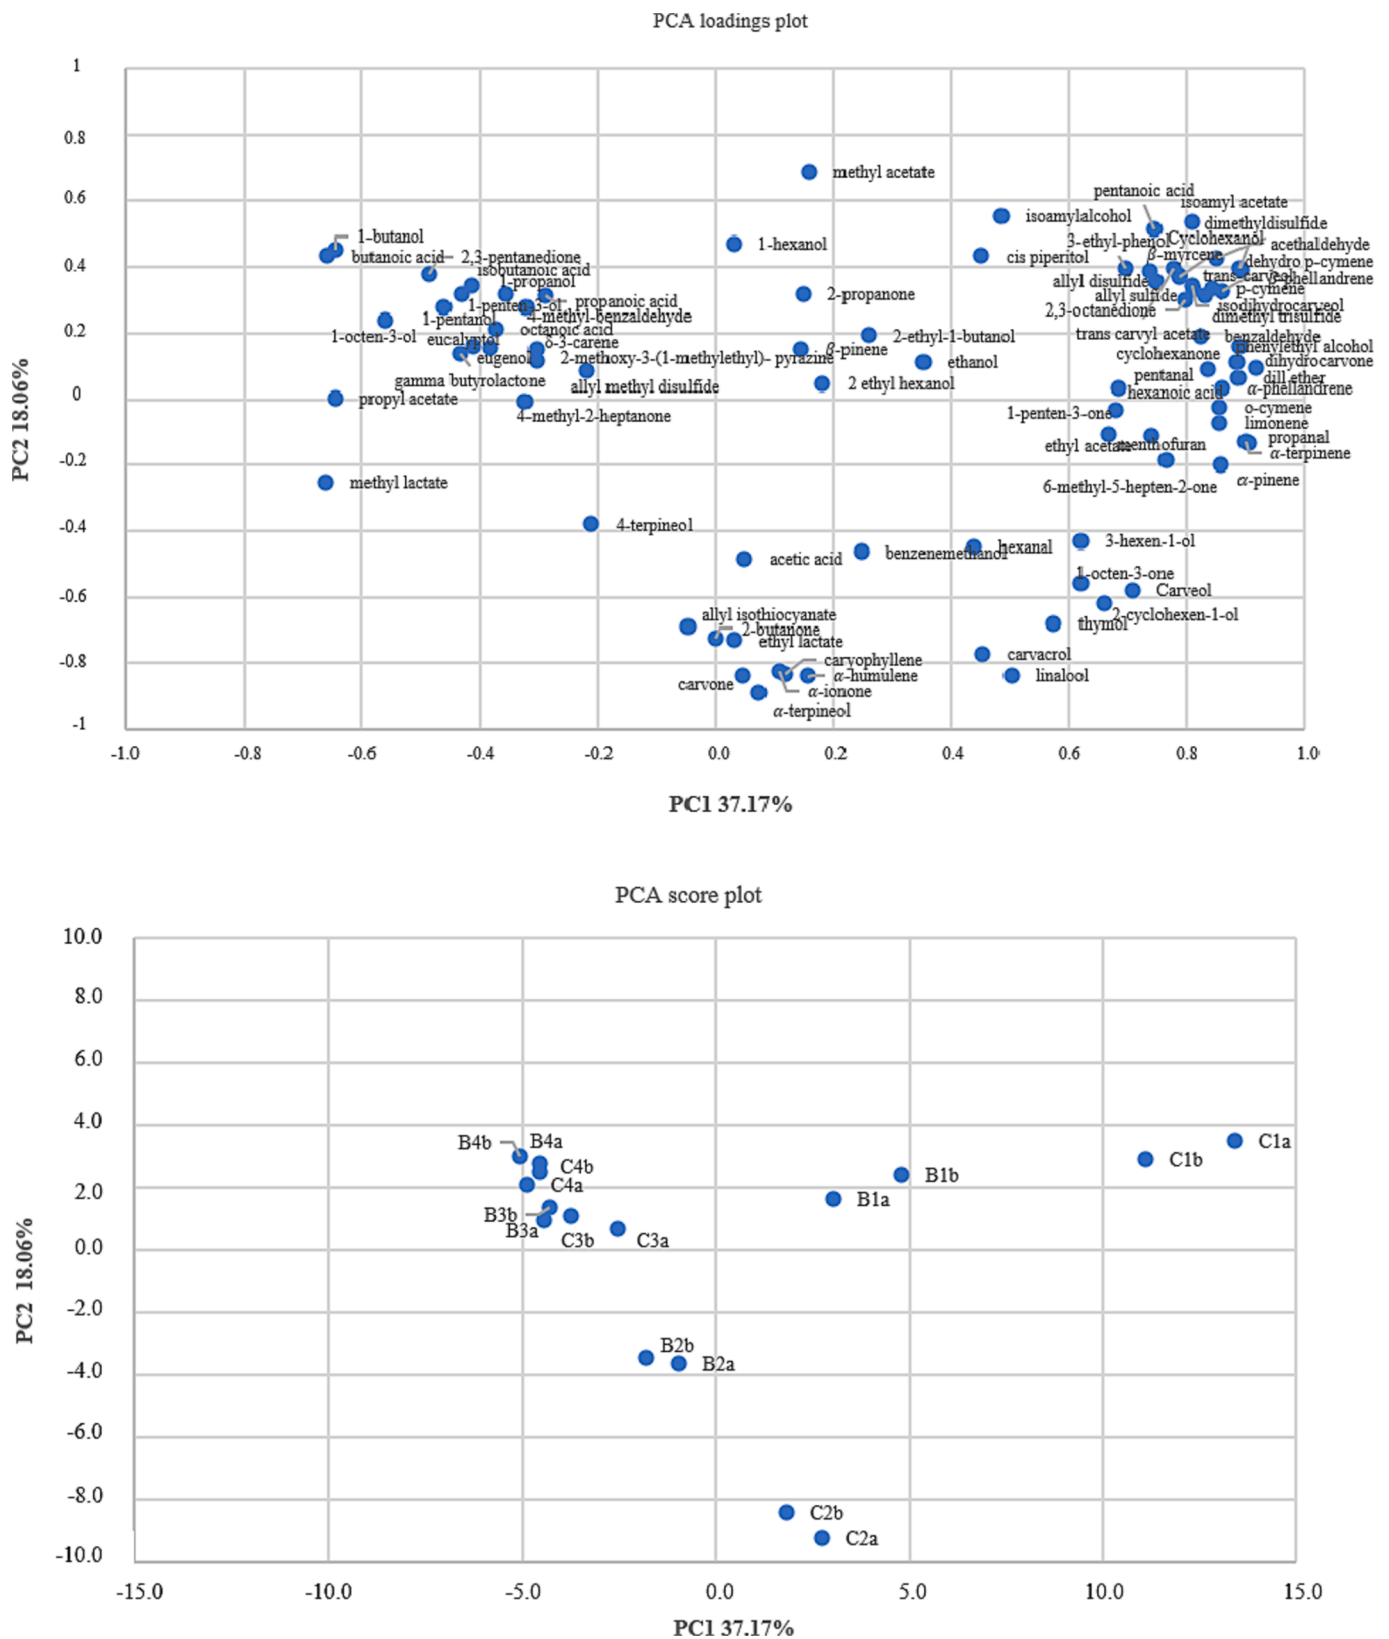 PCA loadings plot
1
0.8
methyl acetate
pentanoic acid
isoamyl acetate
0.6
isoamylalcohol
dimethyldisulfide
1-butanol
1-hexanol
3-ethyl-phenol
Cyclohexanol
acethaldehyde
butanoic acid
2,3-pentanedione
cis piperitol
β-myrcene
dehydro p-cymene
0.4
isobutanoic acid
trans-carveol
β-phellandrene
1-propanol
allyl disulfide
p-cymene
2-propanone
allyl sulfide
1-penten-3-ol
propanoic acid
2,3-octanedione
isodihydrocarveol
1-pentanol
4-methyl-benzaldehyde
dimethyl trisulfide
0.2
1-octen-3-ol
eucalyptol
octanoic acid
δ-3-carene
2-ethyl-1-butanol
trans carvyl acetate
benzaldehyde
β-pinene
phenylethyl alcohol
eugenol
2-methoxy-3-(1-methylethyl)- pyrazine
ethanol
cyclohexanone
dihydrocarvone
gamma butyrolactone
allyl methyl disulfide
2 ethyl hexanol
pentanal
dill ether
hexanoic acid
α-phellandrene
0
propyl acetate
4-methyl-2-heptanone
1-penten-3-one
o-cymene
limonene
ethyl acetate
menthofuran
propanal
α-terpinene
-0.2
methyl lactate
6-methyl-5-hepten-2-one
α-pinene
-0.4
4-terpineol
acetic acid
benzenemethanol
hexanal
3-hexen-1-ol
1-octen-3-one
Carveol
-0.6
allyl isothiocyanate
2-cyclohexen-1-ol
2-butanone
thymol
ethyl lactate
-0.8
caryophyllene
carvacrol
carvone
α-humulene
linalool
α-ionone
α-terpineol
-1
-1.0 -0.6 -0.4 -0.2 0.0 0.2 0.4 0.6 0.8 1.0
PC2 18.06%
PC1 37.17%
PCA score plot
10.0
8.0
6.0
4.0
B4b B4a
C1a
C4b
C1b
C4a
B1b
2.0
B1a
B3b
B3a
C3b C3a
0.0
-2.0
B2b
B2a
-4.0
-6.0
-8.0
C2b
C2a
-10.0
-15.0 -10.0 -5.0 0.0 5.0 10.0 15.0
PC2 18.06%
PC1 37.17%